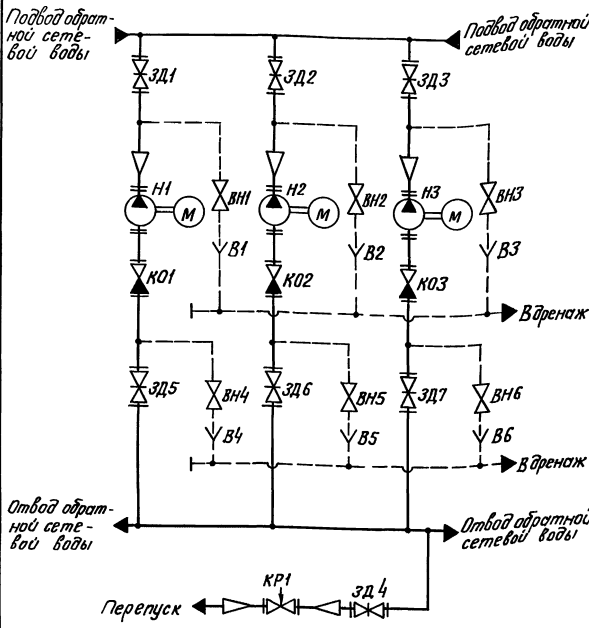 Подвод обрат-
ной сете-
вой воды
Подвод обратной
сетевой воды
ЗД1
ЗД2
ЗД3
Н1
ВН1
Н2
ВН2
Н3
ВН3
М
М
М
В1
В2
В3
КО1
КО2
КО3
В дренаж
ЗД5
ВН4
ЗД6
ВН5
ЗД7
ВН6
В4
В5
В6
В дренаж
Отвод обрат-
ной сете-
вой воды
Отвод обратной
сетевой воды
КР1
ЗД4
Перепуск